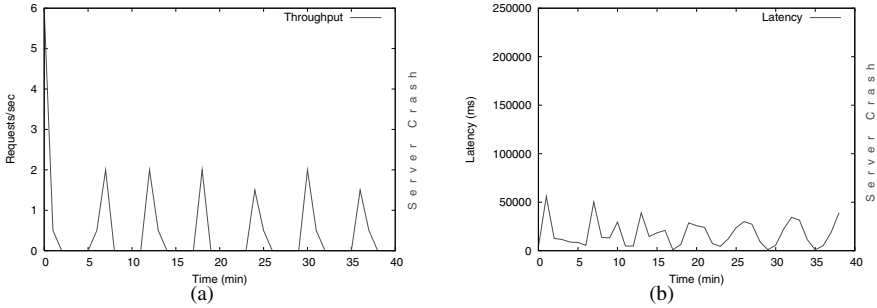 6
5
4
3
2
1
0
Requests/sec
Throughput
0 5 10 15 20 25 30 35 40
Time (min)
Server Crash
(a)
250000
200000
150000
100000
50000
0
Latency (ms)
Latency
0 5 10 15 20 25 30 35 40
Time (min)
Server Crash
(b)